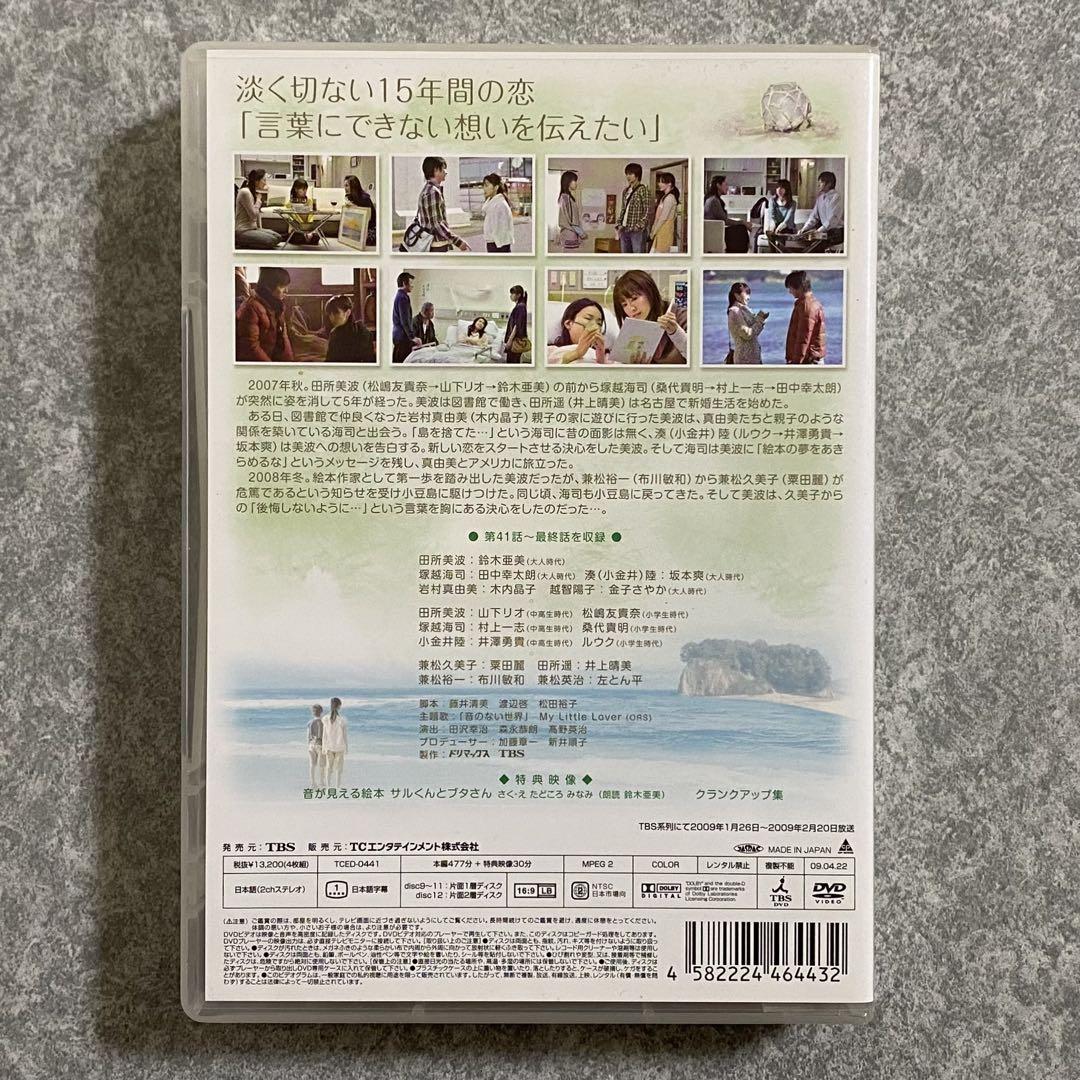 淡く切ない15年間の恋
「言葉にできない想いを伝えたい」
2007年秋。田所美波(松嶋友貴奈→山下リオ→鈴木亜美)の前から塚越海司(桑代貴明→村上一志→田中幸太朗)
が突然に姿を消して5年が経った。美波は図書館で働き、田所遥(井上晴美)は名古屋で新婚生活を始めた。
ある日、図書館で仲良くなった岩村真由美(木内晶子)親子の家に遊びに行った美波は、真由美たちと親子のような
関係を築いている海司と出会う。「島を捨てた…」という海司に昔の面影は無く、湊(小金井)陸(ルウク→井澤勇貴→
坂本爽)は美波への想いを告白する。新しい恋をスタートさせる決心をした美波。そして海司は美波に「絵本の夢をあき
らめるな」というメッセージを残し、真由美とアメリカに旅立った。
2008年冬。絵本作家として第一歩を踏み出した美波だったが、兼松裕一(布川敏和)から兼松久美子(粟田麗)が
危篤であるという知らせを受け小豆島に駆けつけた。同じ頃、海司も小豆島に戻ってきた。そして美波は、久美子から
の「後悔しないように…」という言葉を胸にある決心をしたのだった…。
● 第41話～最終話を収録 ●
田所美波：鈴木亜美(大人時代)
塚越海司：田中幸太朗(大人時代) 湊(小金井)陸：坂本爽(大人時代)
岩村真由美：木内晶子 越智陽子：金子さやか(大人時代)
田所美波：山下リオ(中高生時代) 松嶋友貴奈(小学生時代)
塚越海司：村上一志(中高生時代) 桑代貴明(小学生時代)
小金井陸：井澤勇貴(中高生時代) ルウク(小学生時代)
兼松久美子：粟田麗 田所遥：井上晴美
兼松裕一：布川敏和 兼松英治：左とん平
脚本：藤井清美 渡辺啓 松田裕子
主題歌：「音のない世界」 My Little Lover (ORS)
演出：田沢幸治 森永恭朗 高野英治
プロデューサー：加藤章一 新井順子
製作：ドリマックス TBS
◆ 特典映像 ◆
音が見える絵本 サルくんとブタさん さく・え たどころ みなみ (朗読 鈴木亜美) クランクアップ集
TBS系列にて2009年1月26日～2009年2月20日放送
発売元：TBS 販売元：TCエンタテインメント株式会社 MADE IN JAPAN
税抜¥13,200(4枚組) TCED-0441 本編477分＋特典映像30分 MPEG 2 COLOR レンタル禁止 複製不能 09.04.22
日本語(2chステレオ) 1 日本語字幕 disc9～11：片面1層ディスク disc12：片面2層ディスク 16:9 LB 2 NTSC 日本市場向 DOLBY DIGITAL "DOLBY" and the double-D symbol are trademarks of Dolby Laboratories Licensing Corporation. TBS DVD DVD VIDEO
4 582224 464432